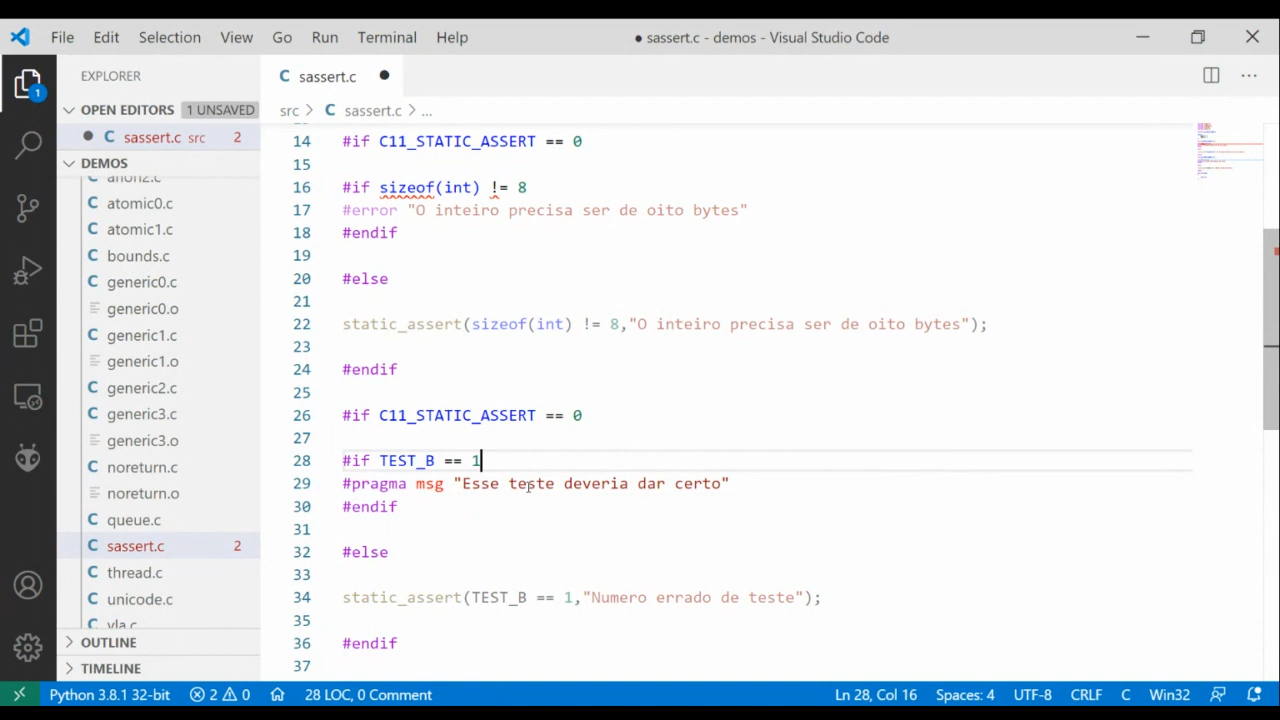 File Edit Selection View Go Run Terminal Help ● sassert.c - demos - Visual Studio Code
EXPLORER
C sassert.c ●
1
OPEN EDITORS 1 UNSAVED
src > C sassert.c > ...
● C sassert.c src 2
DEMOS
C atomic0.c
C atomic1.c
C bounds.c
C generic0.c
generic0.o
C generic1.c
generic1.o
C generic2.c
C generic3.c
generic3.o
C noreturn.c
noreturn.o
C queue.c
C sassert.c 2
C thread.c
C unicode.c
vla.c
OUTLINE
TIMELINE
14 #if C11_STATIC_ASSERT == 0
15
16 #if sizeof(int) != 8
17 #error "O inteiro precisa ser de oito bytes"
18 #endif
19
20 #else
21
22 static_assert(sizeof(int) != 8,"O inteiro precisa ser de oito bytes");
23
24 #endif
25
26 #if C11_STATIC_ASSERT == 0
27
28 #if TEST_B == 1
29 #pragma msg "Esse teste deveria dar certo"
30 #endif
31
32 #else
33
34 static_assert(TEST_B == 1,"Numero errado de teste");
35
36 #endif
37
Python 3.8.1 32-bit 2 0 28 LOC, 0 Comment Ln 28, Col 16 Spaces: 4 UTF-8 CRLF C Win32